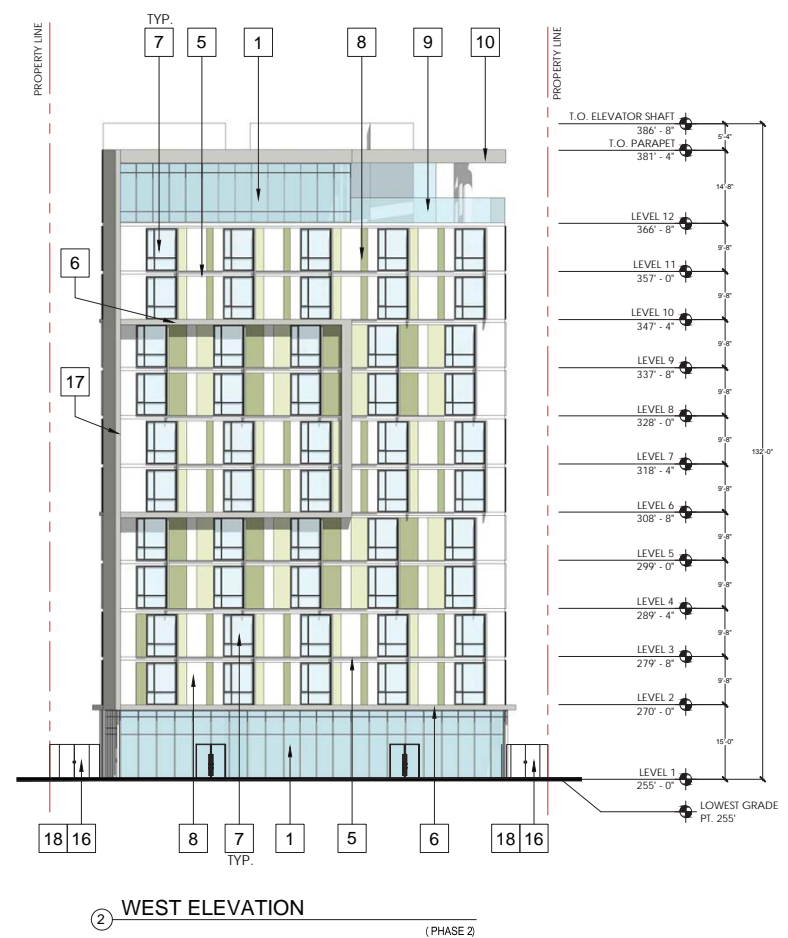 TYP.
7
5
1
8
9
10
PROPERTY LINE
PROPERTY LINE
T.O. ELEVATOR SHAFT
386' - 8"
5'-4"
T.O. PARAPET
381' - 4"
14'-8"
LEVEL 12
366' - 8"
9'-8"
LEVEL 11
357' - 0"
9'-8"
6
LEVEL 10
347' - 4"
9'-8"
LEVEL 9
337' - 8"
9'-8"
17
LEVEL 8
328' - 0"
9'-8"
132'-0"
LEVEL 7
318' - 4"
9'-8"
LEVEL 6
308' - 8"
9'-8"
LEVEL 5
299' - 0"
9'-8"
LEVEL 4
289' - 4"
9'-8"
LEVEL 3
279' - 8"
9'-8"
LEVEL 2
270' - 0"
15'-0"
LEVEL 1
255' - 0"
LOWEST GRADE
PT. 255'
18 16
8
7
TYP.
1
5
6
18 16
2
WEST ELEVATION
( PHASE 2)